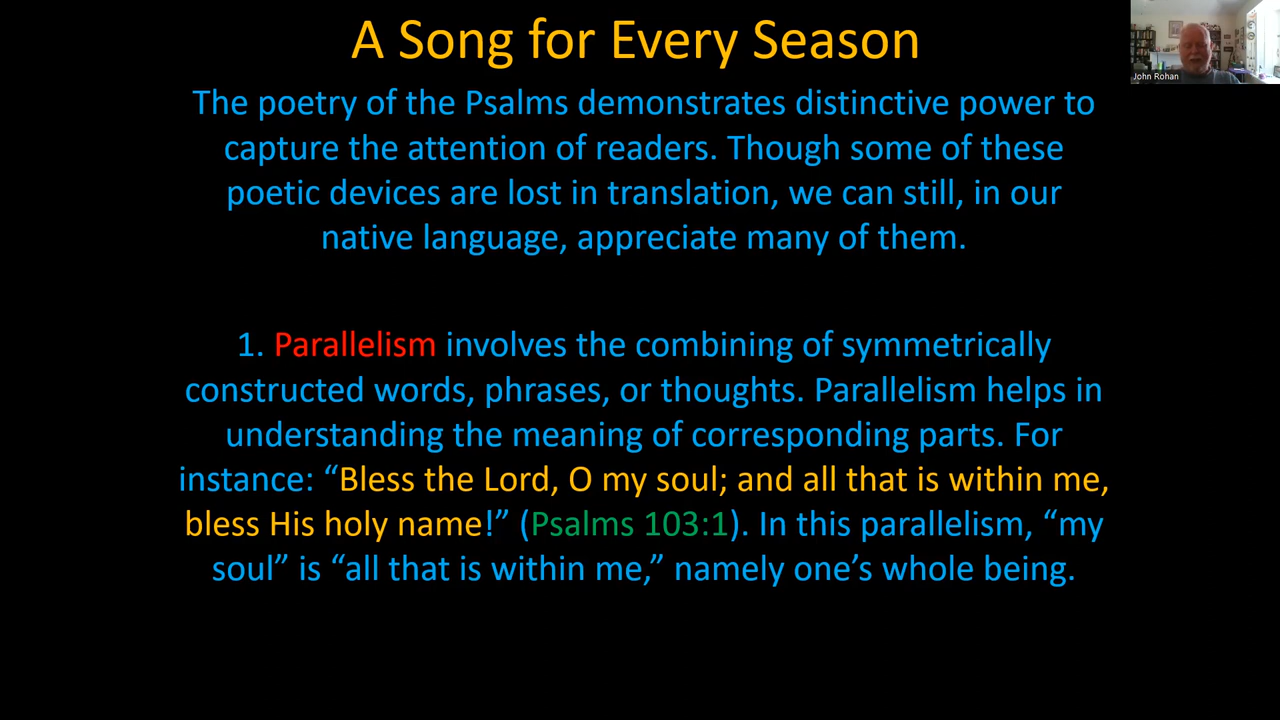 A Song for Every Season
John Rohan
The poetry of the Psalms demonstrates distinctive power to
capture the attention of readers. Though some of these
poetic devices are lost in translation, we can still, in our
native language, appreciate many of them.
1. Parallelism involves the combining of symmetrically
constructed words, phrases, or thoughts. Parallelism helps in
understanding the meaning of corresponding parts. For
instance: “Bless the Lord, O my soul; and all that is within me,
bless His holy name!” (Psalms 103:1). In this parallelism, “my
soul” is “all that is within me,” namely one’s whole being.